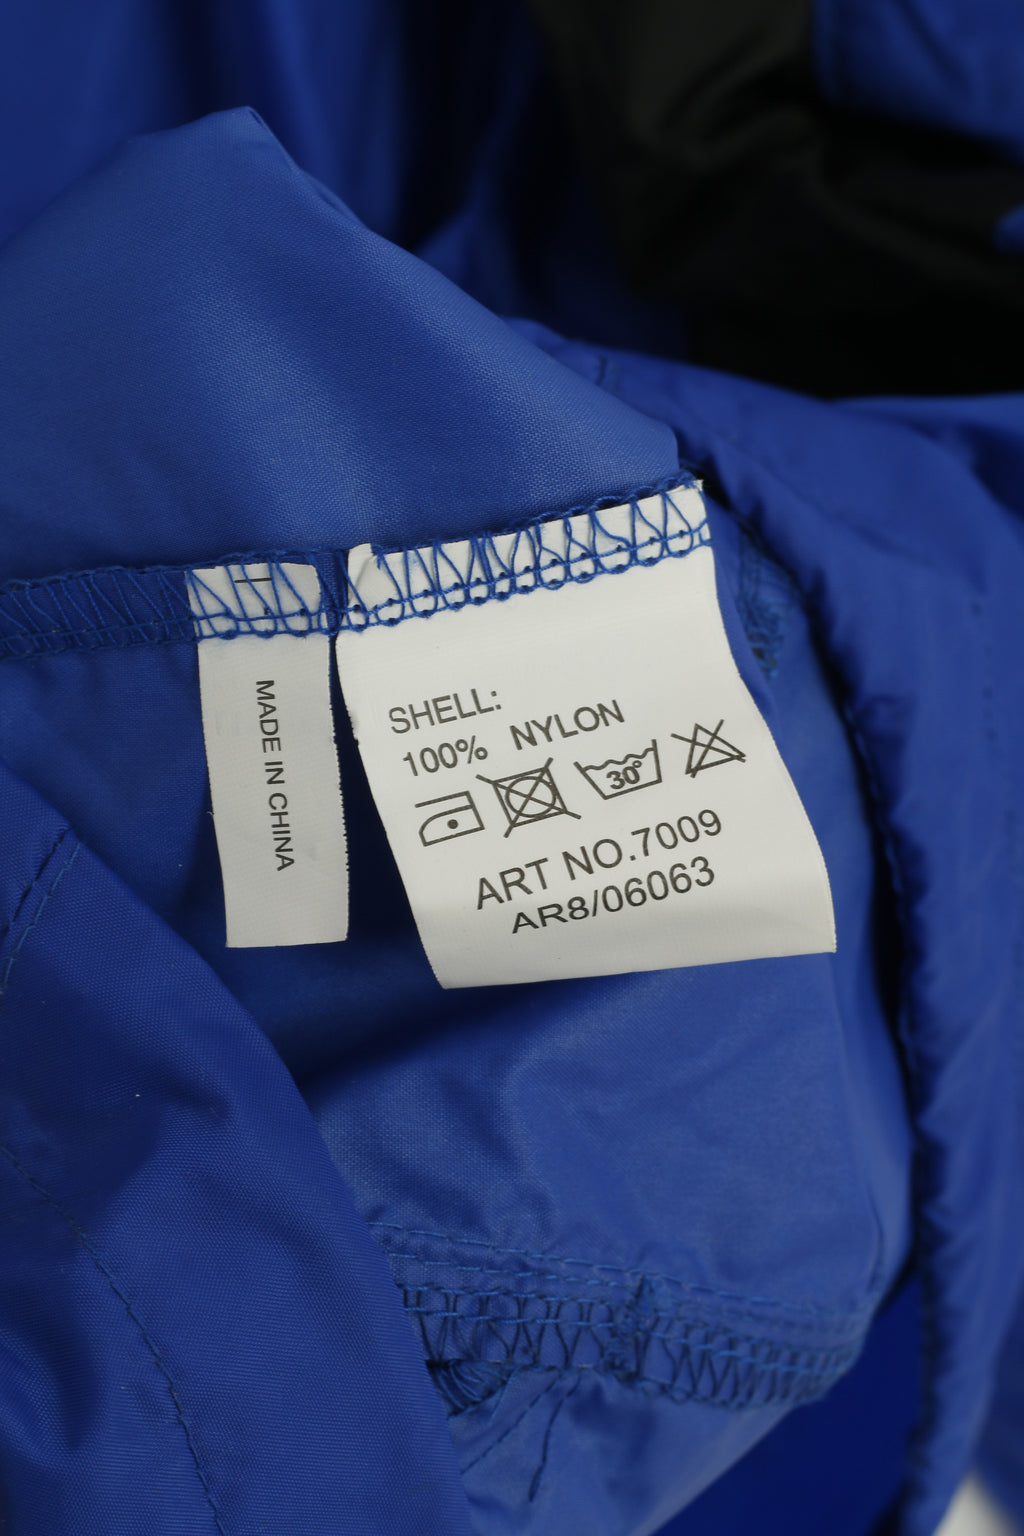 MADE IN CHINA
SHELL:
100% NYLON
30°
ART NO.7009
AR8/06063